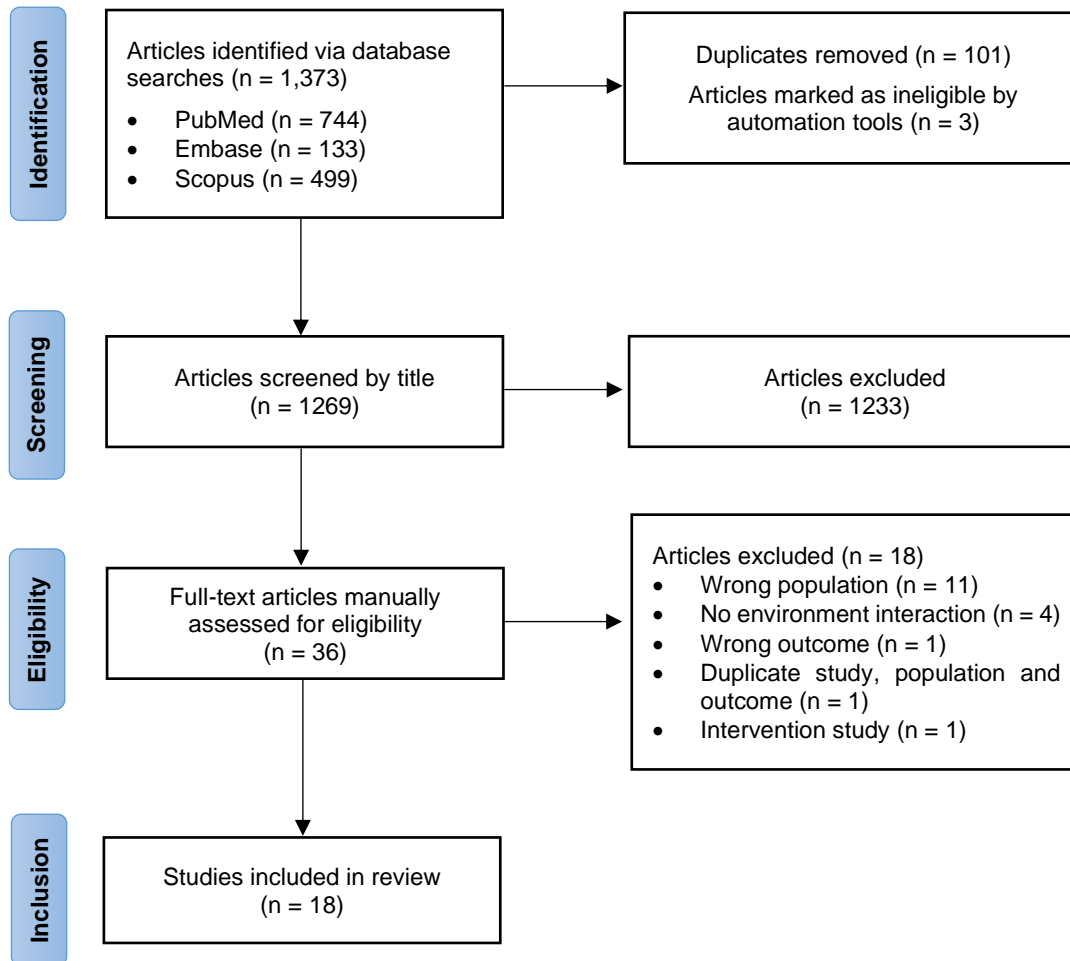 Identification
Articles identified via database
searches (n = 1,373)
• PubMed (n = 744)
• Embase (n = 133)
• Scopus (n = 499)
Duplicates removed (n = 101)
Articles marked as ineligible by
automation tools (n = 3)
Screening
Articles screened by title
(n = 1269)
Articles excluded
(n = 1233)
Eligibility
Full-text articles manually
assessed for eligibility
(n = 36)
Articles excluded (n = 18)
• Wrong population (n = 11)
• No environment interaction (n = 4)
• Wrong outcome (n = 1)
• Duplicate study, population and
outcome (n = 1)
• Intervention study (n = 1)
Inclusion
Studies included in review
(n = 18)